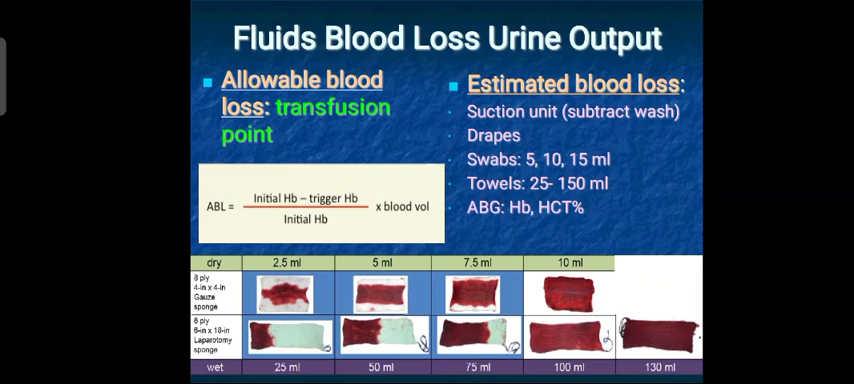 Fluids Blood Loss Urine Output
Allowable blood
loss: transfusion
point
ABL = Initial Hb – trigger Hb x blood vol
Initial Hb
Estimated blood loss:
Suction unit (subtract wash)
Drapes
Swabs: 5, 10, 15 ml
Towels: 25- 150 ml
ABG: Hb, HCT%
dry 2.5 ml 5 ml 7.5 ml 10 ml
8 ply
4-in x 4-in
Gauze
sponge
6 ply
6-in x 18-in
Laparotomy
sponge
wet 25 ml 50 ml 75 ml 100 ml 130 ml